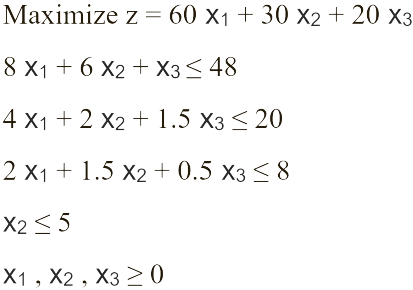 Maximize z = 60 x₁ + 30 x₂ + 20 x₃
8 x₁ + 6 x₂ + x₃ ≤ 48
4 x₁ + 2 x₂ + 1.5 x₃ ≤ 20
2 x₁ + 1.5 x₂ + 0.5 x₃ ≤ 8
x₂ ≤ 5
x₁ , x₂ , x₃ ≥ 0